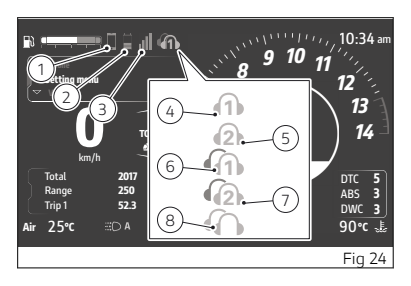 10:34 am
1
1
2
3
etting menu
8 9 10 11 12 13 14
0
km/h
TO
4
1
2
5
6
1
2
7
8
Total 2017
Range 250
Trip 1 52.3
DTC 5
ABS 3
DWC 3
Air 25°C
A
90°C
Fig 24